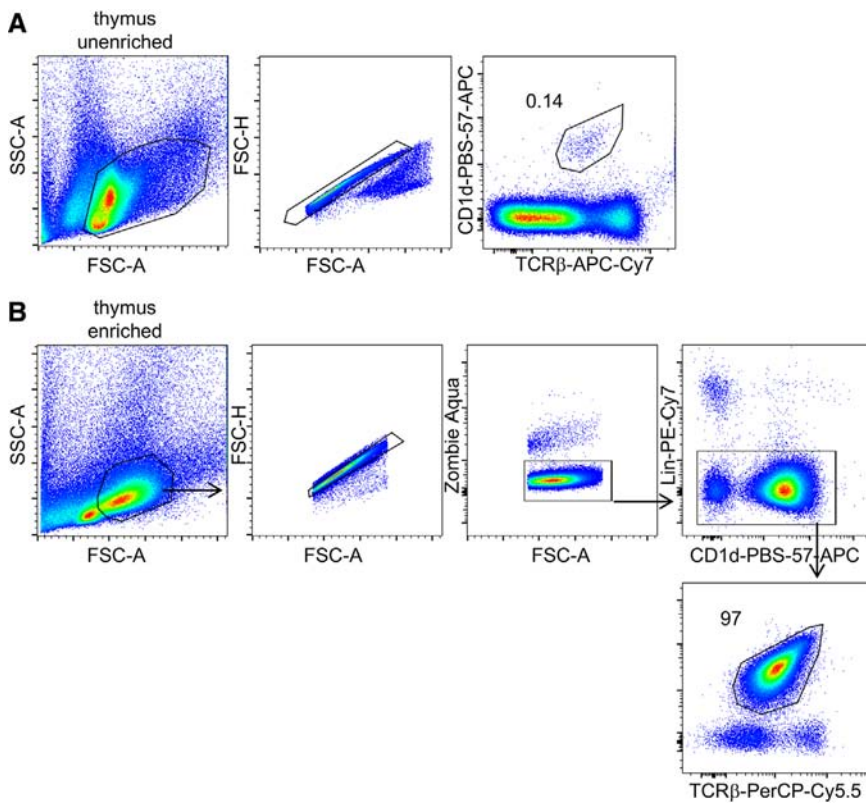 A
thymus
unenriched
SSC-A
FSC-A
FSC-H
FSC-A
CD1d-PBS-57-APC
0.14
TCRβ-APC-Cy7
B
thymus
enriched
SSC-A
FSC-A
FSC-H
FSC-A
Zombie Aqua
FSC-A
Lin-PE-Cy7
CD1d-PBS-57-APC
97
TCRβ-PerCP-Cy5.5